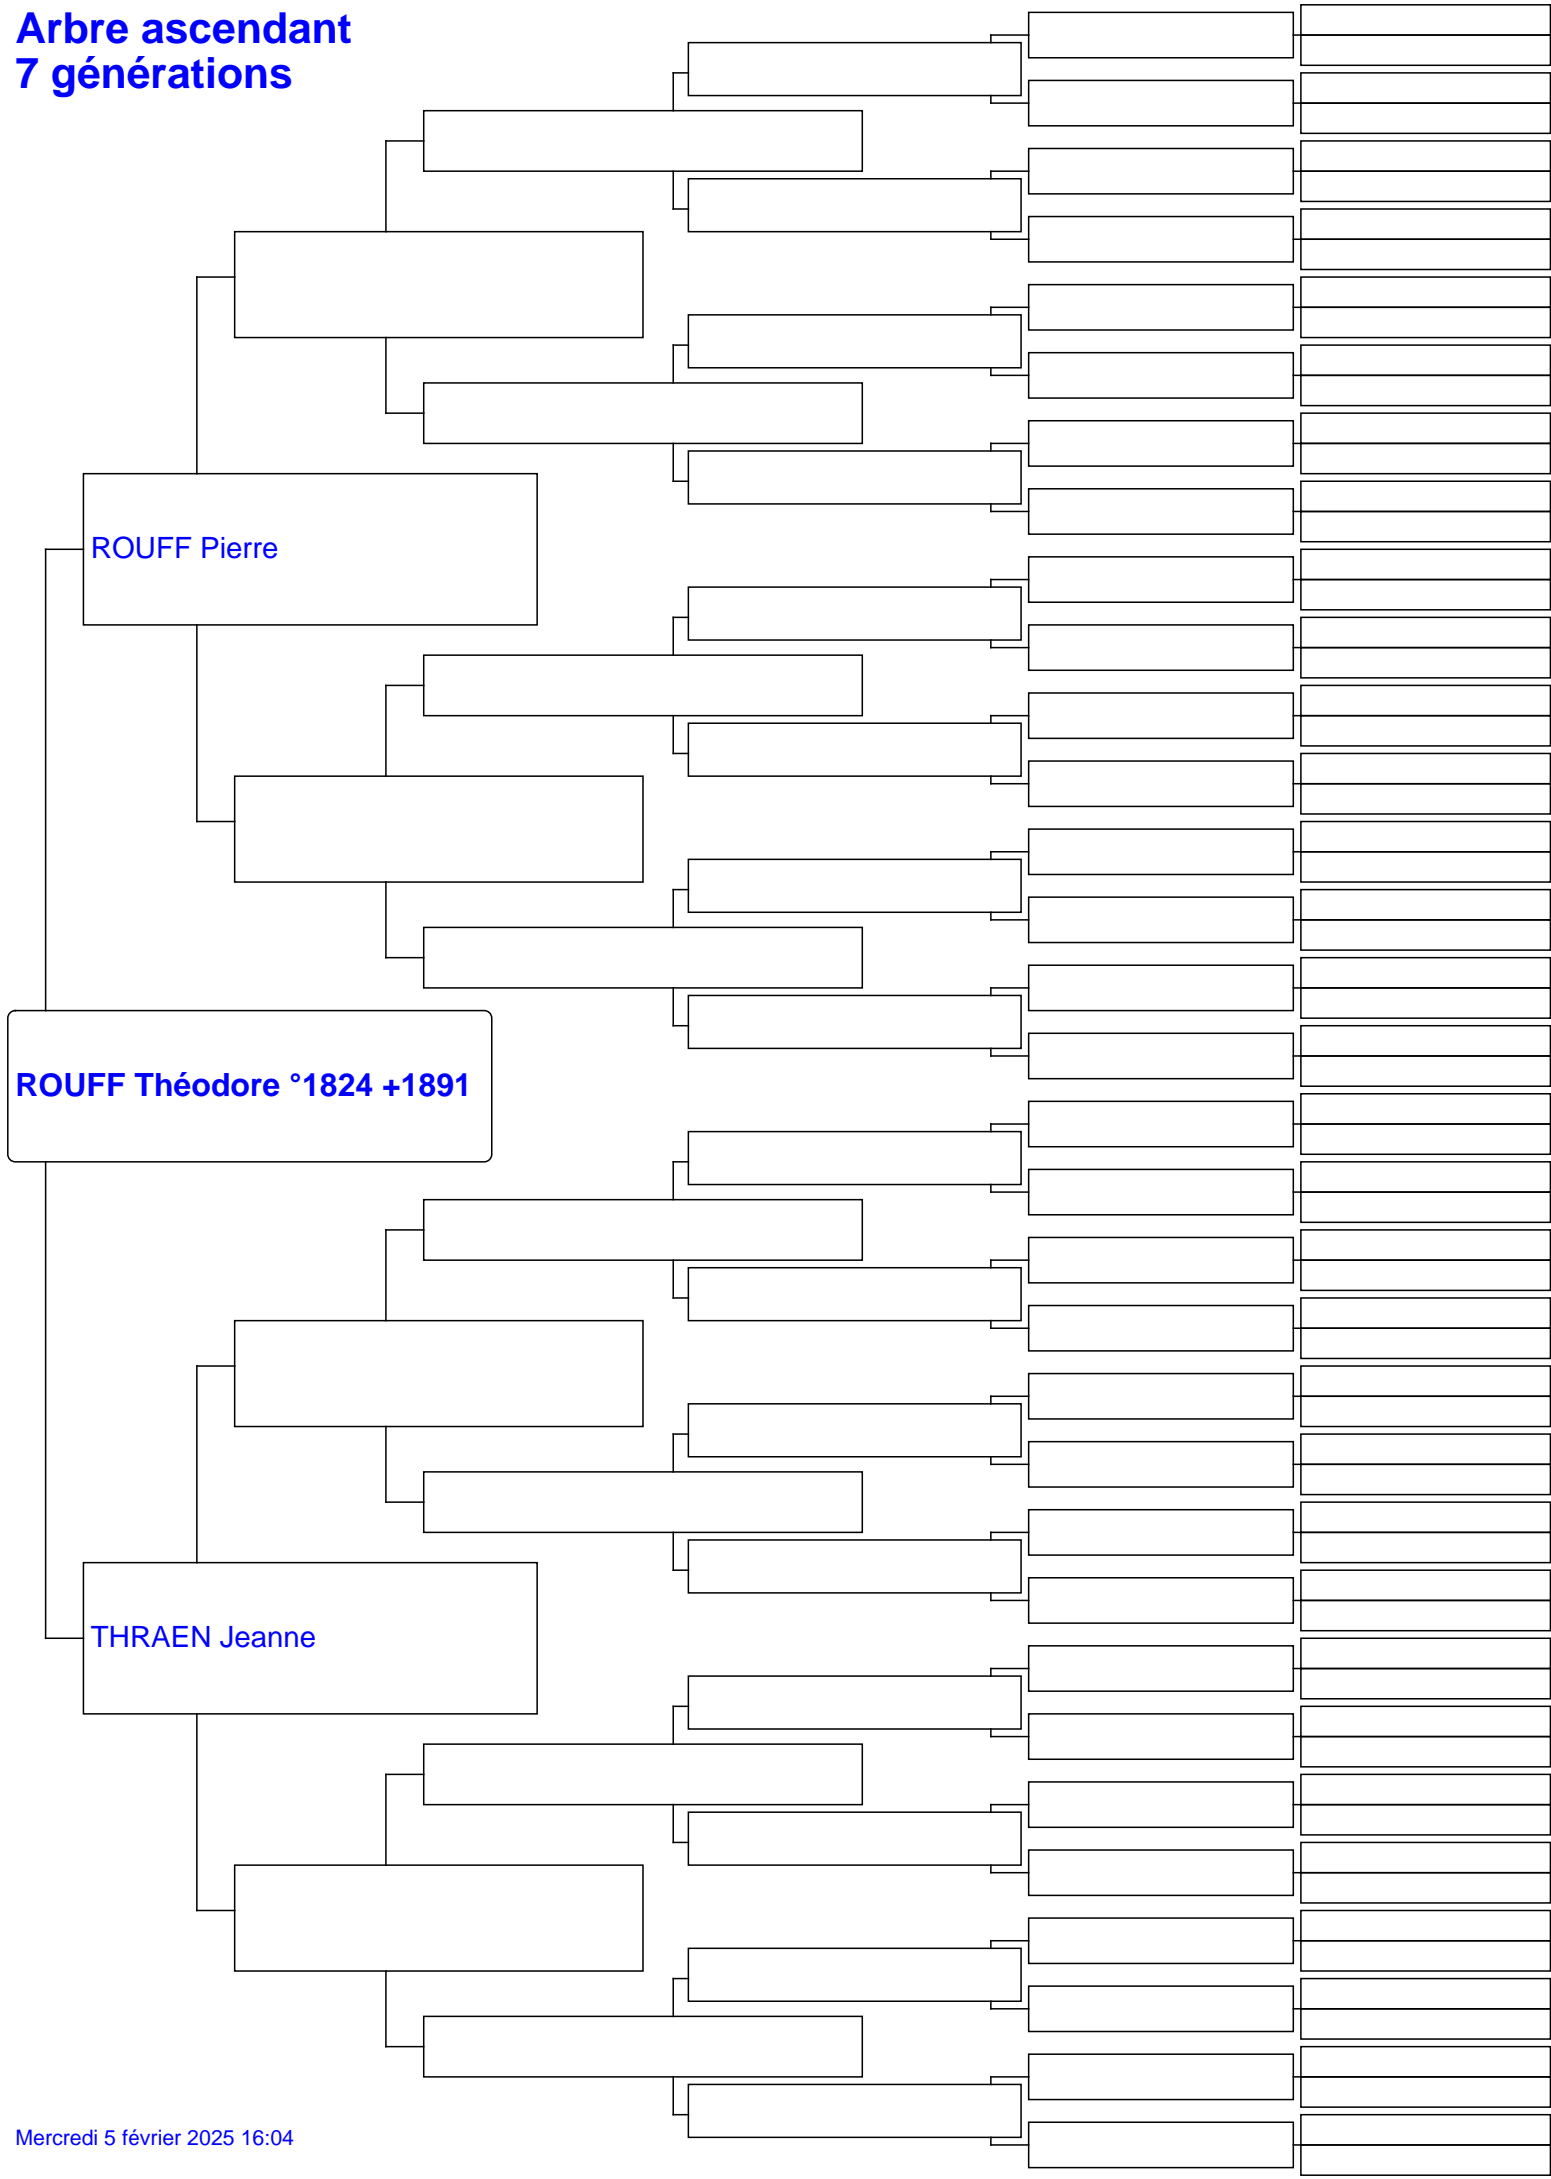 Arbre ascendant
7 générations
ROUFF Pierre
ROUFF Théodore °1824 +1891
THRAEN Jeanne
Mercredi 5 février 2025 16:04